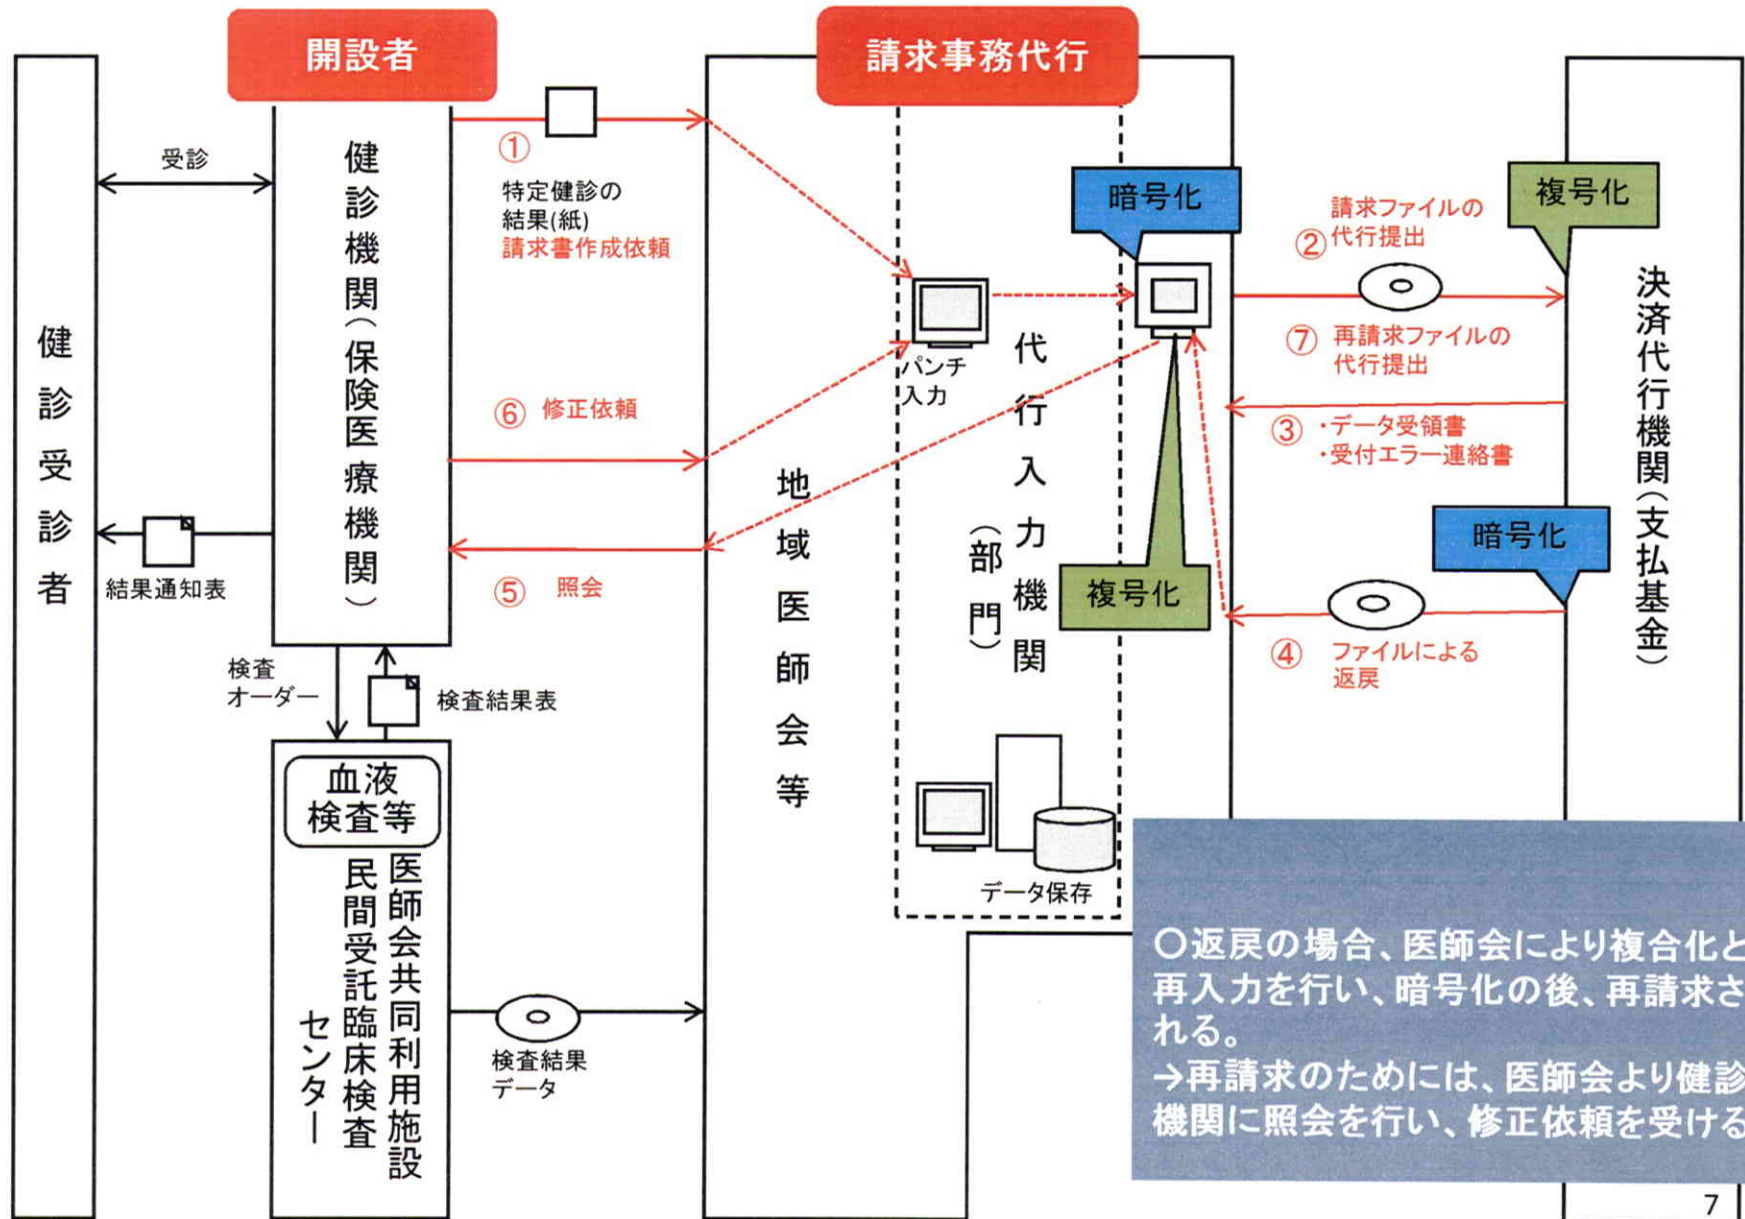 開設者
請求事務代行
健診受診者
受診
結果通知表
健診機関(保険医療機関)
①
特定健診の
結果(紙)
請求書作成依頼
⑥ 修正依頼
⑤ 照会
検査
オーダー
検査結果表
血液
検査等
医師会共同利用施設
民間受託臨床検査
センター
検査結果
データ
地域医師会等
パンチ
入力
代行入力機関
(部門)
データ保存
暗号化
複号化
請求ファイルの
②代行提出
⑦ 再請求ファイルの
代行提出
③ ・データ受領書
・受付エラー連絡書
④ ファイルによる
返戻
複号化
暗号化
決済代行機関(支払基金)
〇返戻の場合、医師会により複合化と
再入力を行い、暗号化の後、再請求さ
れる。
→再請求のためには、医師会より健診
機関に照会を行い、修正依頼を受ける
7